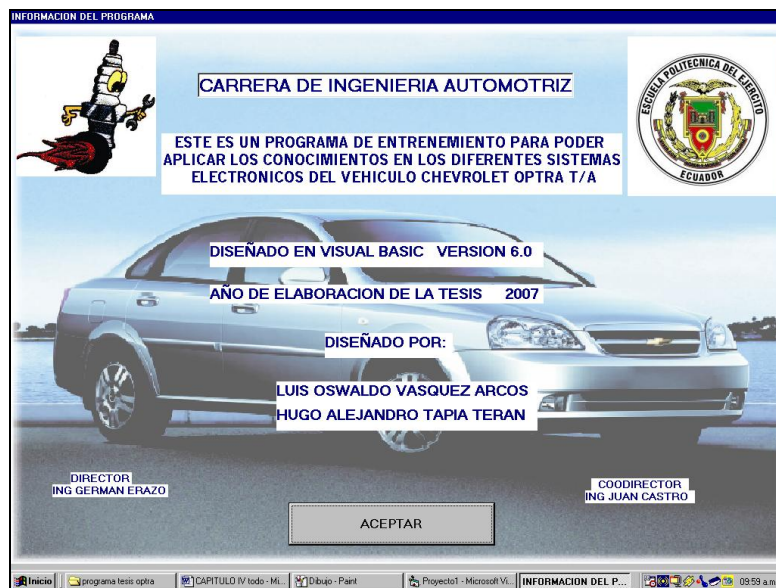 INFORMACION DEL PROGRAMA
CARRERA DE INGENIERIA AUTOMOTRIZ
ESCUELA POLITECNICA DEL EJERCITO
ECUADOR
ESTE ES UN PROGRAMA DE ENTRENEMIENTO PARA PODER
APLICAR LOS CONOCIMIENTOS EN LOS DIFERENTES SISTEMAS
ELECTRONICOS DEL VEHICULO CHEVROLET OPTRA T/A
DISEÑADO EN VISUAL BASIC VERSION 6.0
AÑO DE ELABORACION DE LA TESIS 2007
DISEÑADO POR:
LUIS OSWALDO VASQUEZ ARCOS
HUGO ALEJANDRO TAPIA TERAN
DIRECTOR
ING GERMAN ERAZO
COODIRECTOR
ING JUAN CASTRO
ACEPTAR
Inicio programa tesis optra CAPITULO IV todo - Mi... Dibujo - Paint Proyecto1 - Microsoft Vi... INFORMACION DEL P... 09:59 a.m.